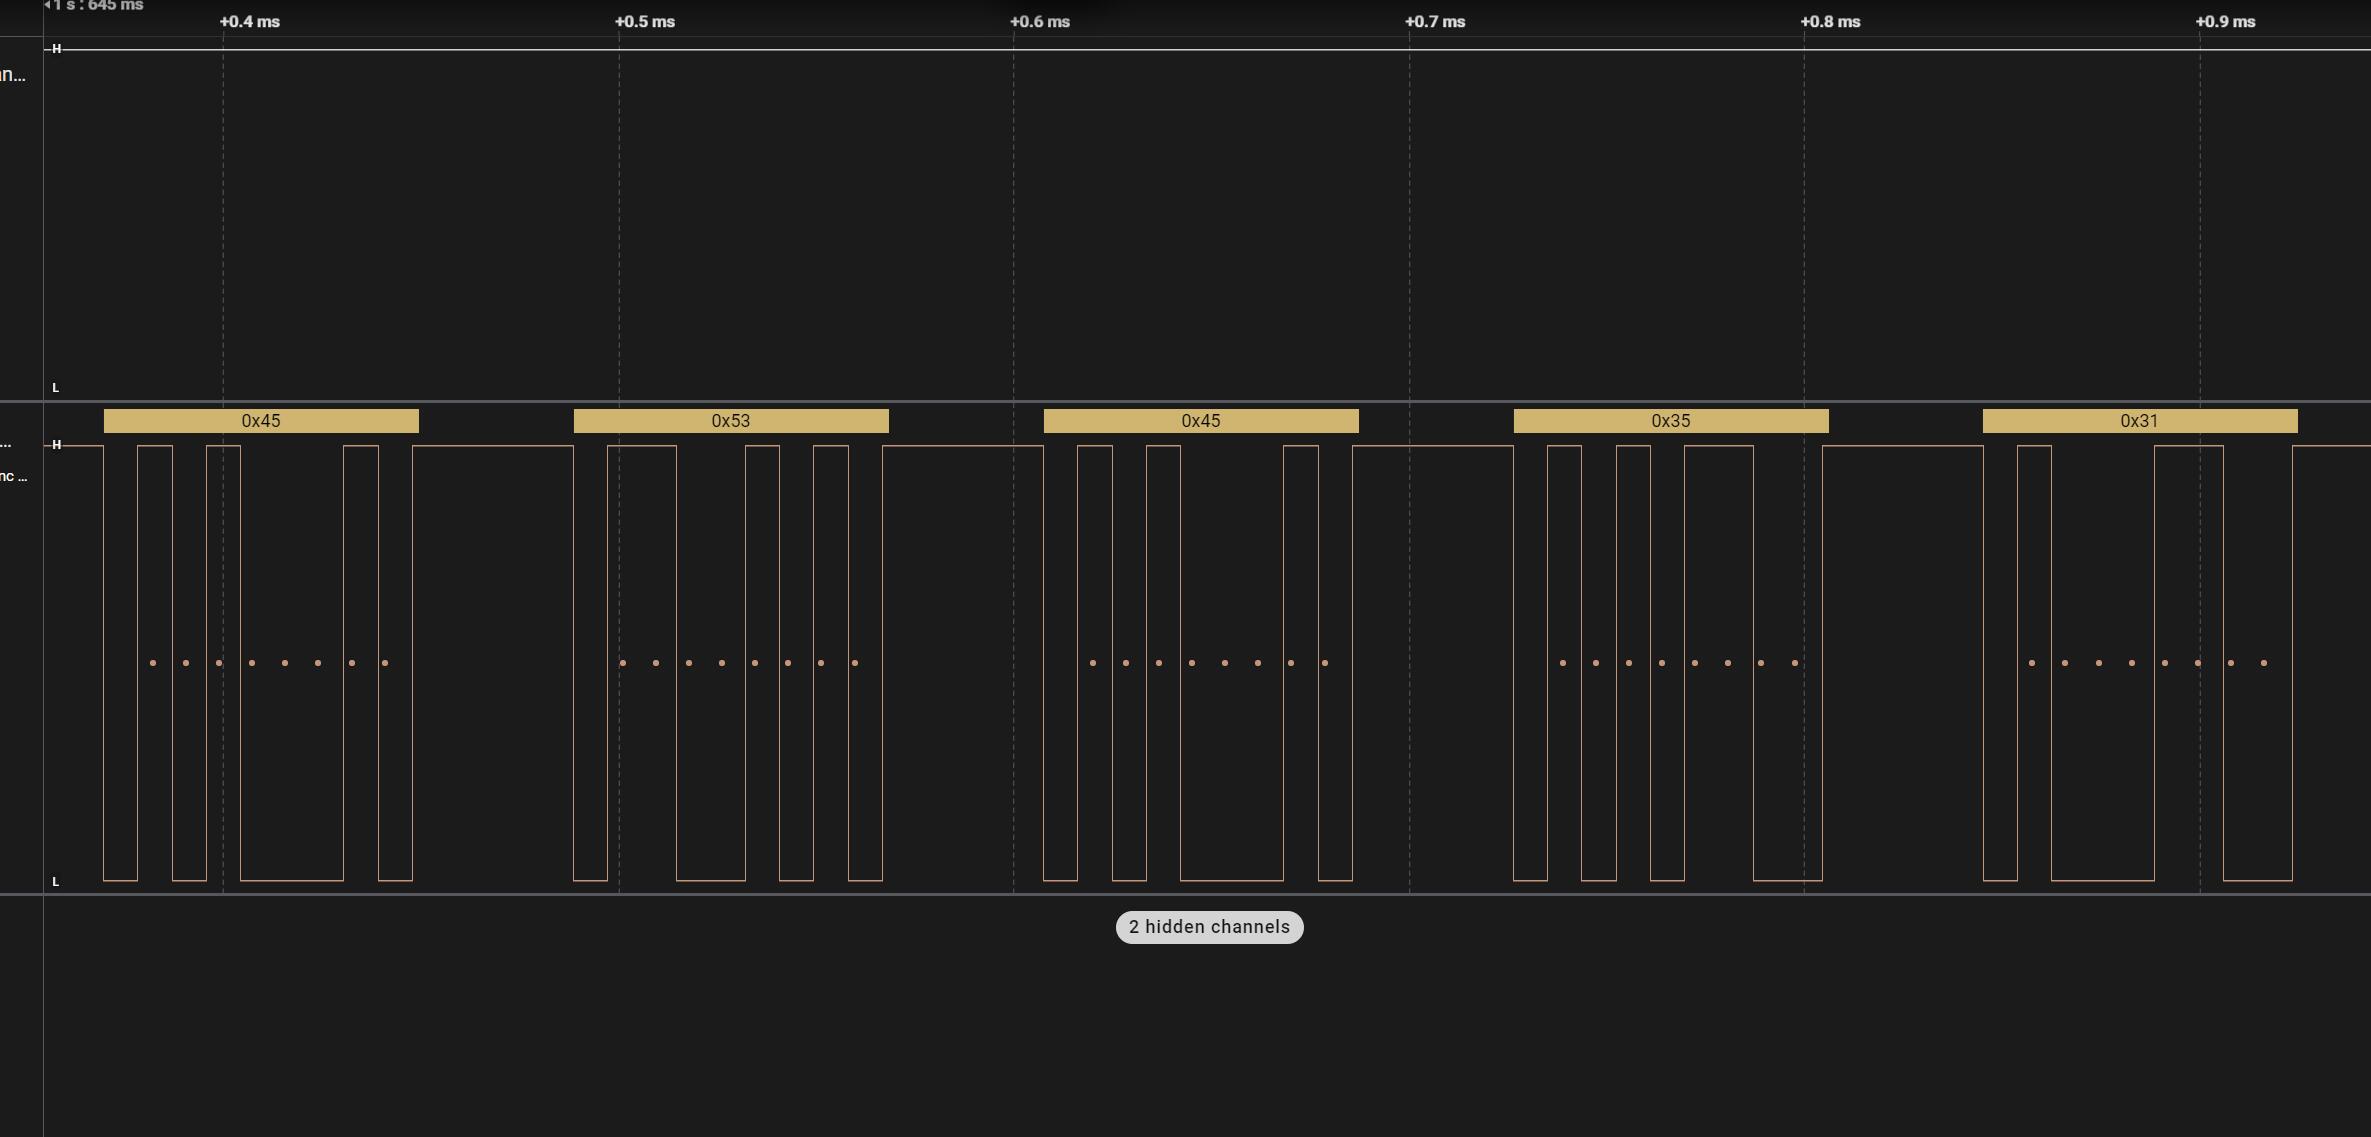 1 s : 645 ms
+0.4 ms +0.5 ms +0.6 ms +0.7 ms +0.8 ms +0.9 ms
H
an...
L
0x45 0x53 0x45 0x35 0x31
...
H
nc ...
L
2 hidden channels